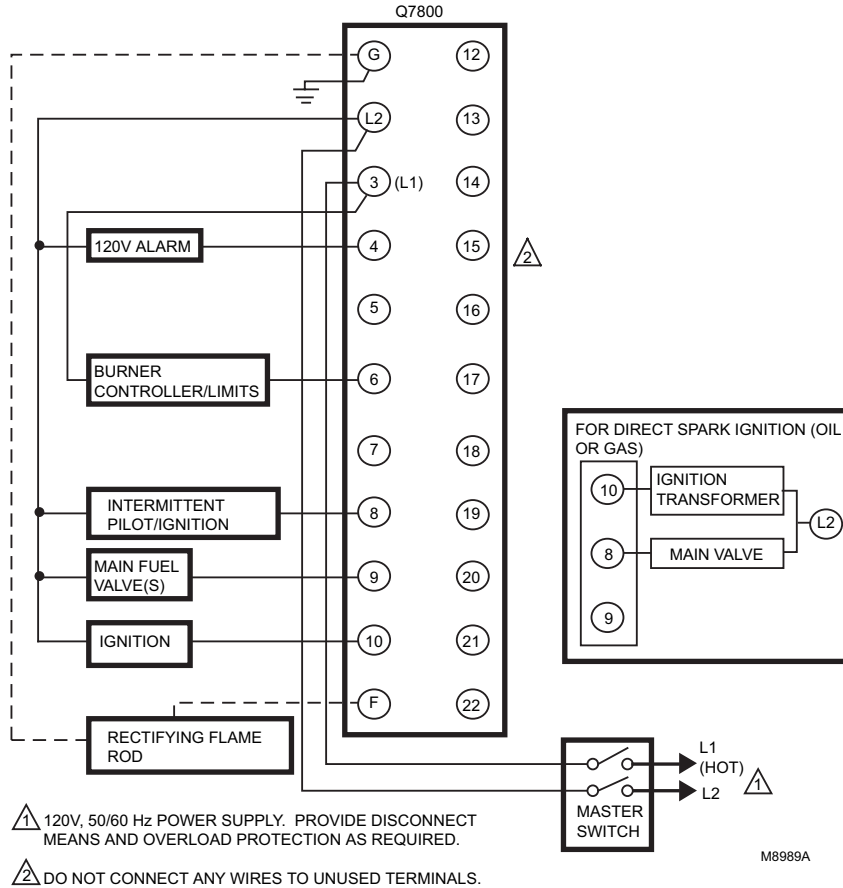 Q7800
G
12
L2
13
3
(L1)
14
120V ALARM
4
15
2
5
16
BURNER
CONTROLLER/LIMITS
6
17
7
18
INTERMITTENT
PILOT/IGNITION
8
19
MAIN FUEL
VALVE(S)
9
20
IGNITION
10
21
F
22
RECTIFYING FLAME
ROD
FOR DIRECT SPARK IGNITION (OIL
OR GAS)
10
IGNITION
TRANSFORMER
L2
8
MAIN VALVE
9
L1
(HOT)
L2
1
MASTER
SWITCH
1 120V, 50/60 Hz POWER SUPPLY. PROVIDE DISCONNECT
MEANS AND OVERLOAD PROTECTION AS REQUIRED.
2 DO NOT CONNECT ANY WIRES TO UNUSED TERMINALS.
M8989A